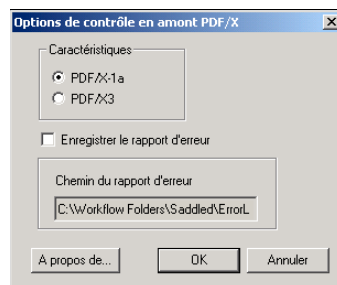 Options de contrôle en amont PDF/X
Caractéristiques
PDF/X-1a
PDF/X3
Enregistrer le rapport d'erreur
Chemin du rapport d'erreur
C:\Workflow Folders\Saddled\ErrorL
A propos de... OK Annuler